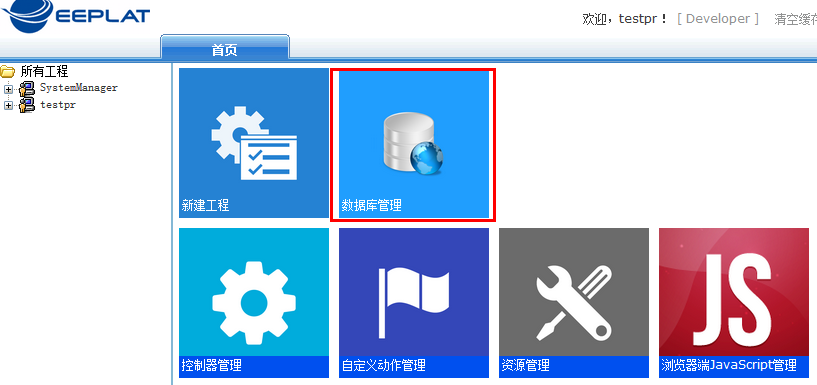 EEPLAT
欢迎，testpr！ [ Developer ] 清空缓存
首页
所有工程
SystemManager
testpr
新建工程
数据库管理
控制器管理
自定义动作管理
资源管理
浏览器端JavaScript管理
JS